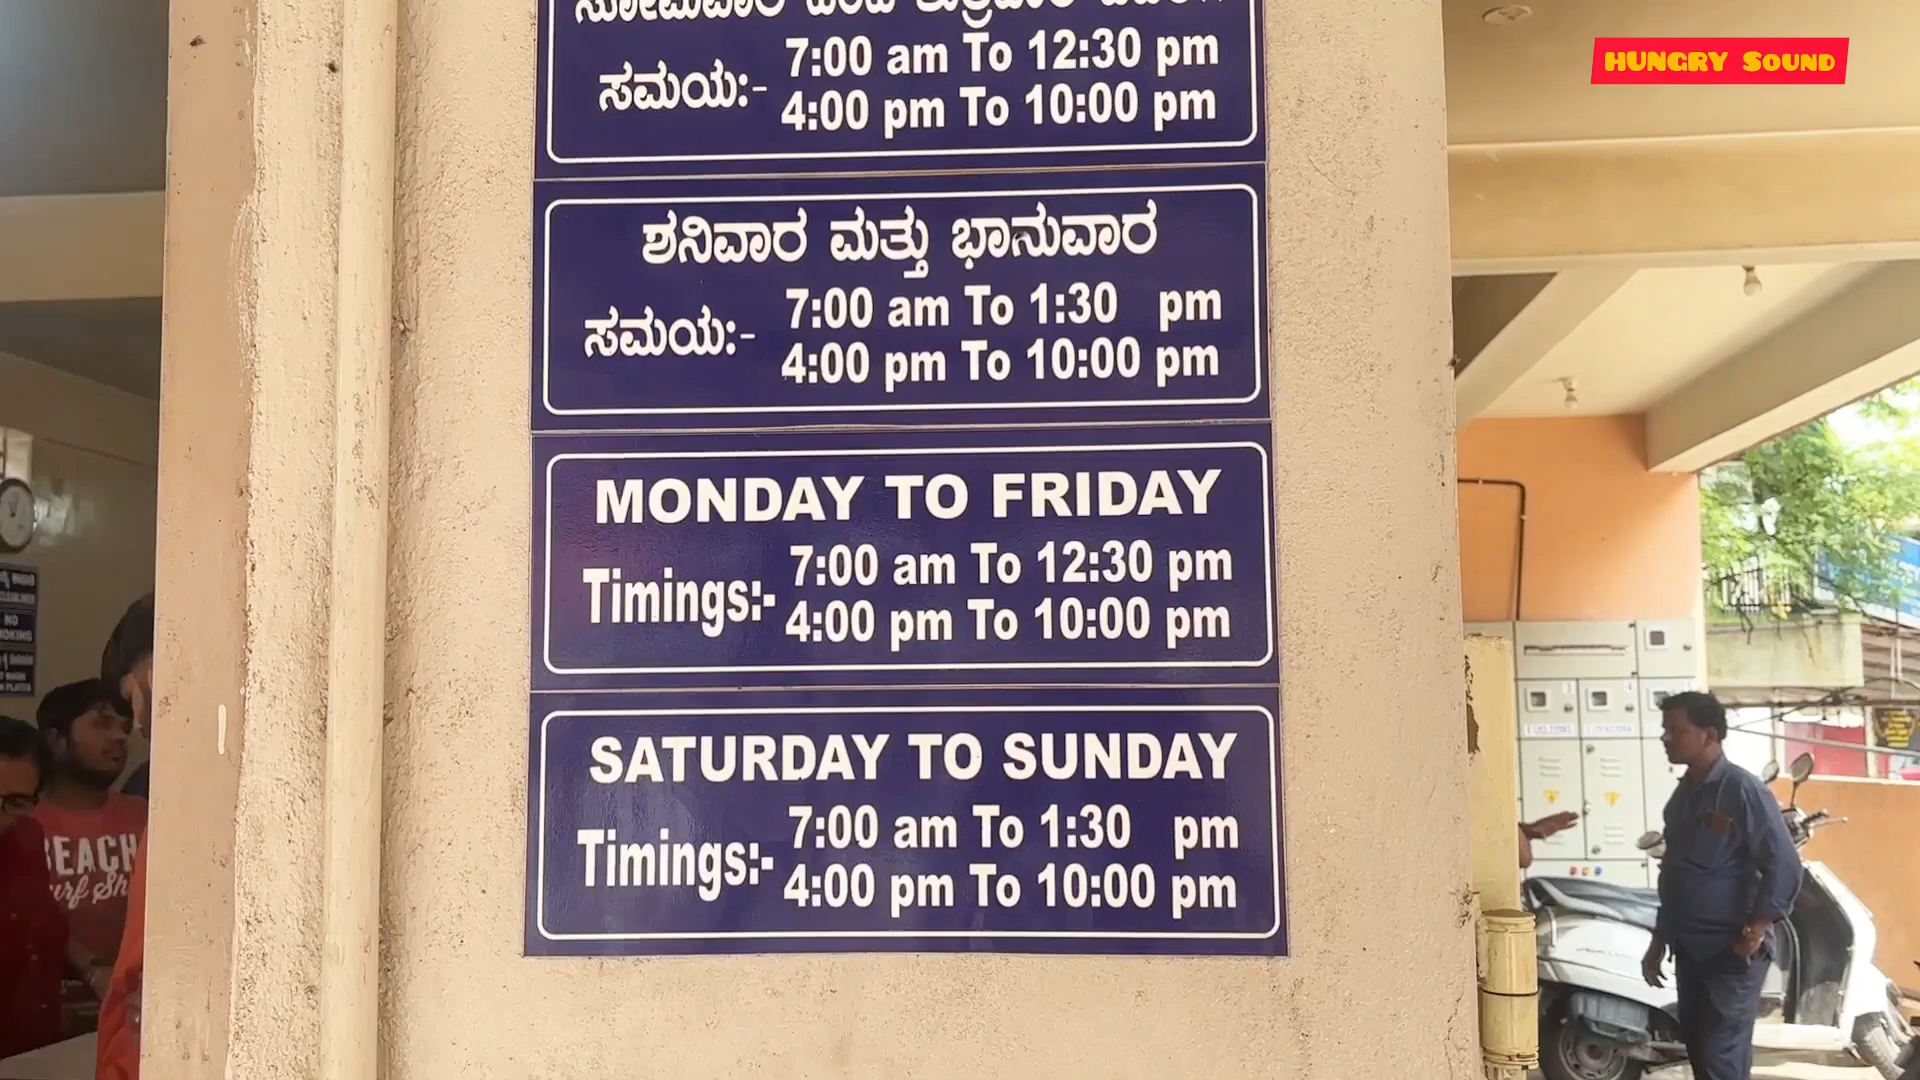 HUNGRY SOUND
ಸಮಯ:- 7:00 am To 12:30 pm
4:00 pm To 10:00 pm
ಶನಿವಾರ ಮತ್ತು ಭಾನುವಾರ
ಸಮಯ:- 7:00 am To 1:30 pm
4:00 pm To 10:00 pm
MONDAY TO FRIDAY
Timings:- 7:00 am To 12:30 pm
4:00 pm To 10:00 pm
SATURDAY TO SUNDAY
Timings:- 7:00 am To 1:30 pm
4:00 pm To 10:00 pm
NO